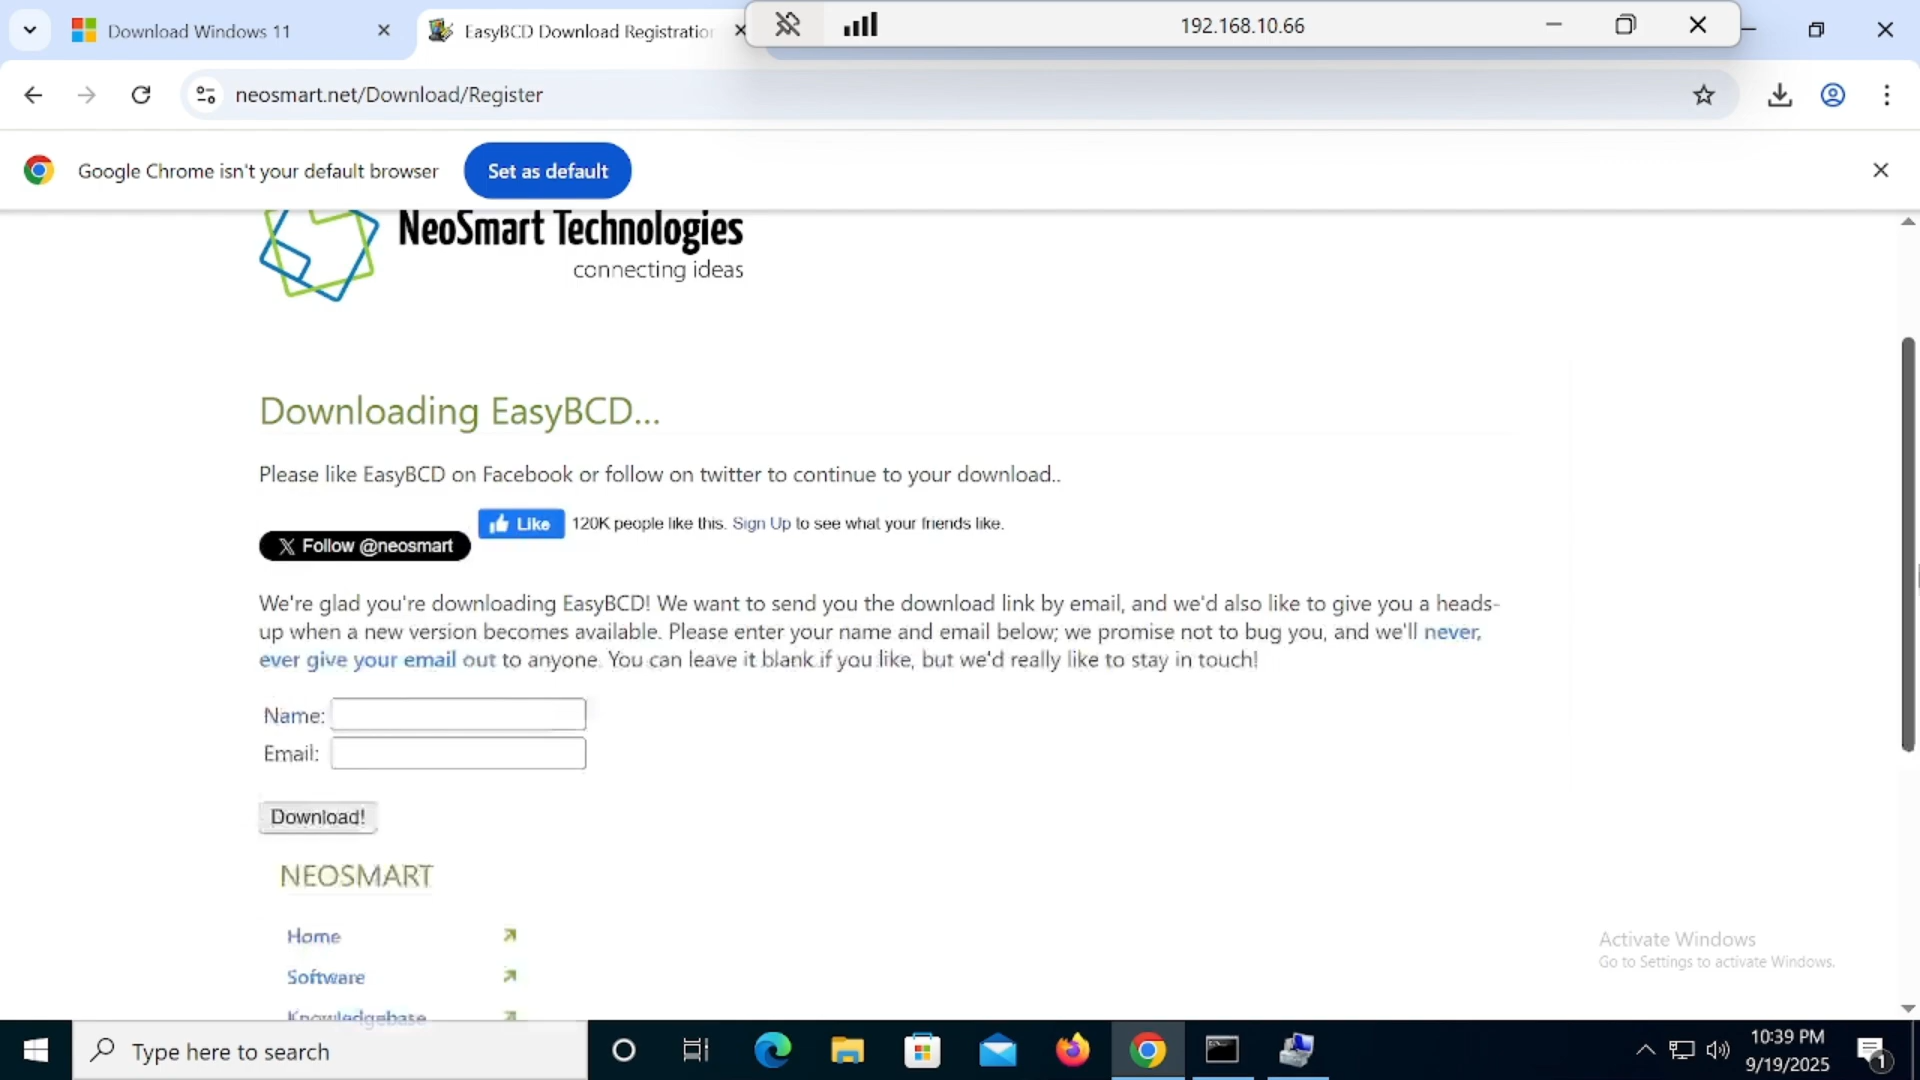 Download Windows 11
EasyBCD Download Registration
192.168.10.66
neosmart.net/Download/Register
Google Chrome isn't your default browser
Set as default
NeoSmart Technologies
connecting ideas
Downloading EasyBCD...
Please like EasyBCD on Facebook or follow on twitter to continue to your download..
Follow @neosmart
Like
120K people like this. Sign Up to see what your friends like.
We're glad you're downloading EasyBCD! We want to send you the download link by email, and we'd also like to give you a heads-
up when a new version becomes available. Please enter your name and email below; we promise not to bug you, and we'll never,
ever give your email out to anyone. You can leave it blank if you like, but we'd really like to stay in touch!
Name:
Email:
Download!
NEOSMART
Home
Software
Knowledgebase
Activate Windows
Go to Settings to activate Windows.
Type here to search
10:39 PM
9/19/2025
1